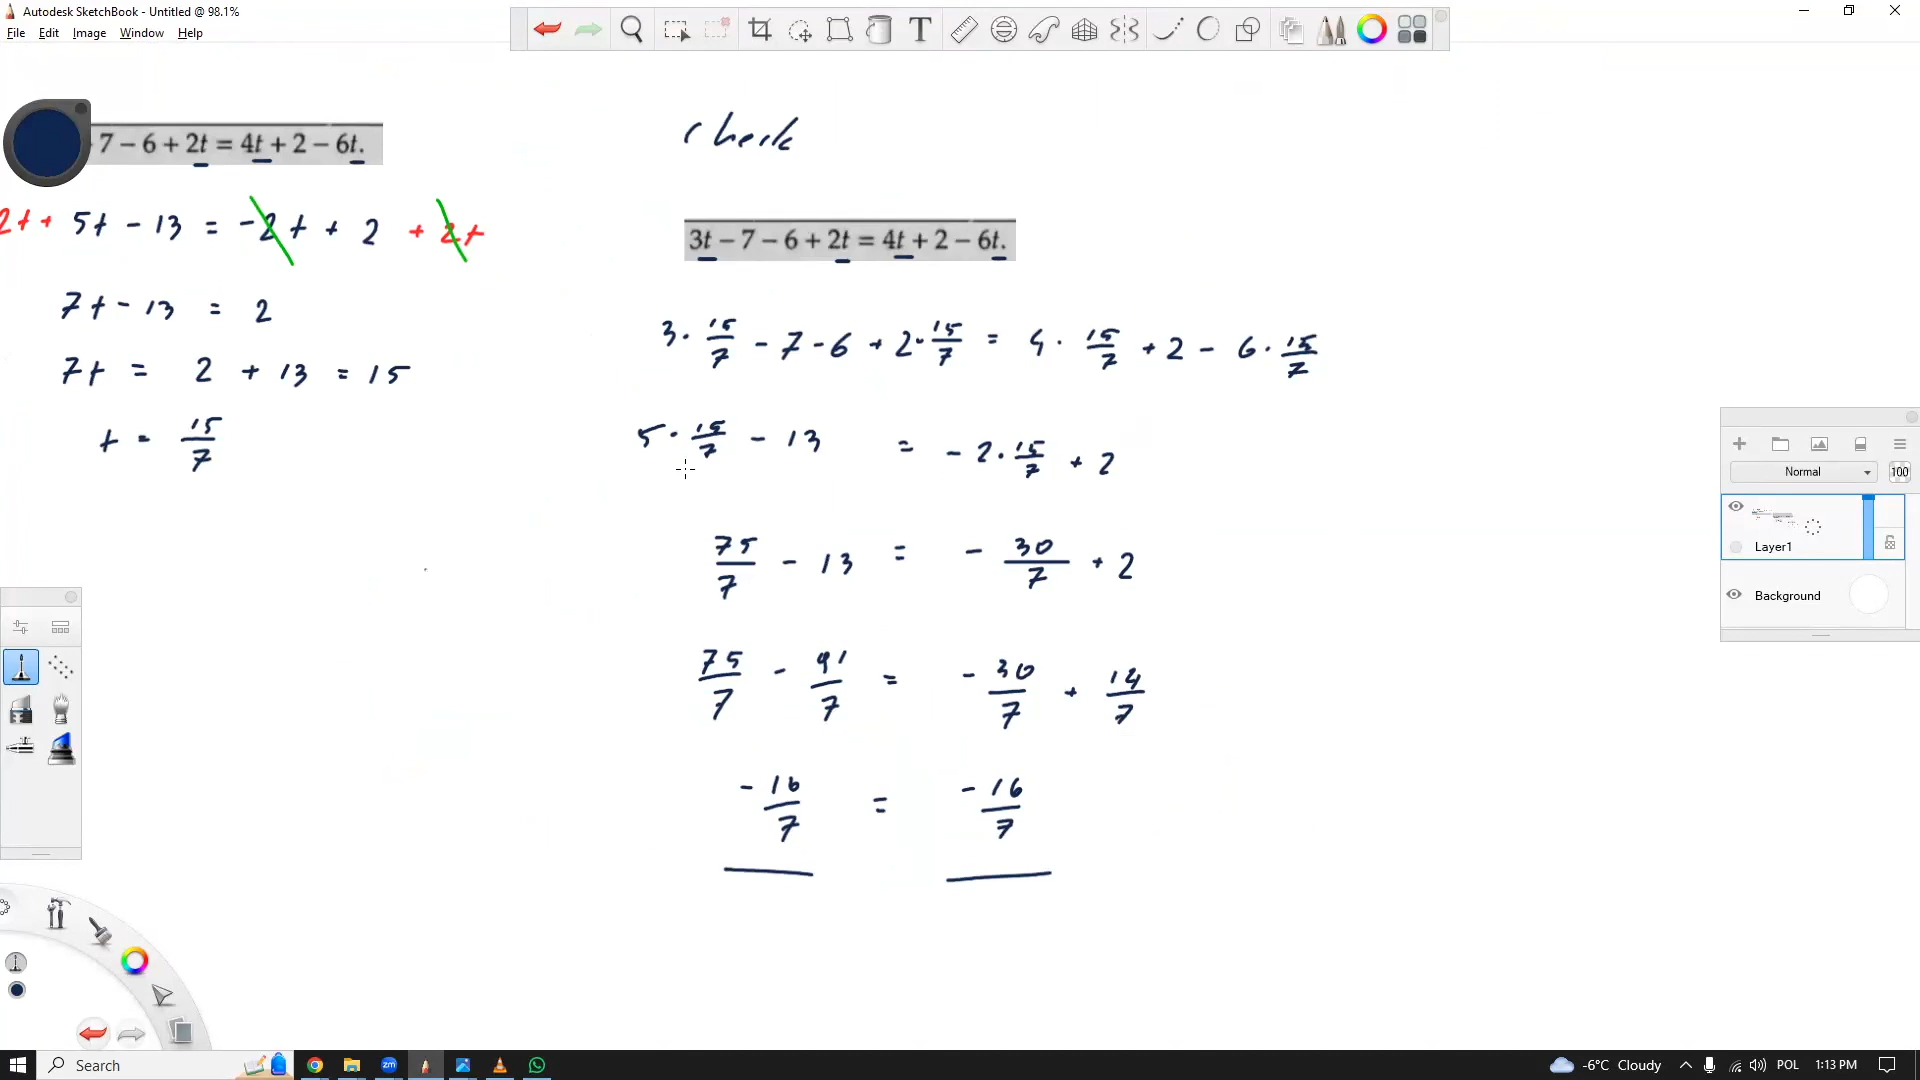 Autodesk SketchBook - Untitled @ 98.1%
File Edit Image Window Help
7 − 6 + 2t = 4t + 2 − 6t.
2t + 5t - 13 = -2t + 2 + 2t
7t - 13 = 2
7t = 2 + 13 = 15
t = 15/7
check
3t − 7 − 6 + 2t = 4t + 2 − 6t.
3 · 15/7 - 7 - 6 + 2 · 15/7 = 4 · 15/7 + 2 - 6 · 15/7
5 · 15/7 - 13 = - 2 · 15/7 + 2
75/7 - 13 = - 30/7 + 2
75/7 - 91/7 = - 30/7 + 14/7
- 16/7 = - 16/7
Normal 100
Layer1
Background
Search
zm
-6°C Cloudy
POL
1:13 PM